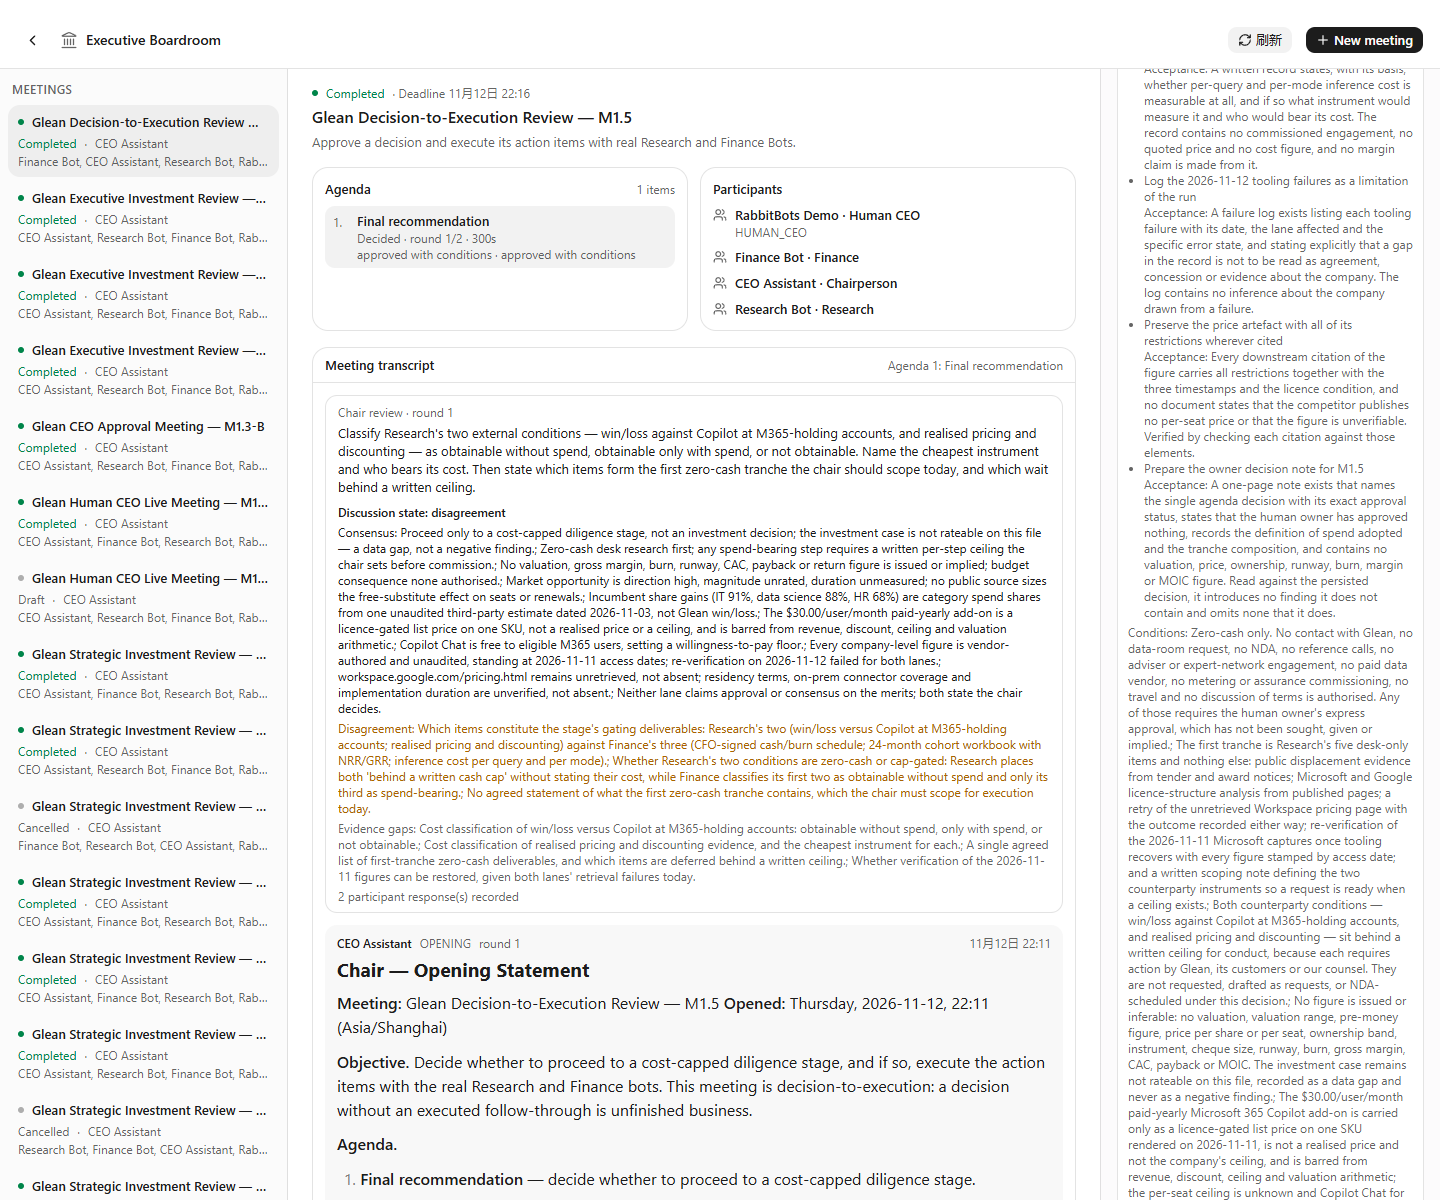 Executive Boardroom
刷新
New meeting
MEETINGS
Glean Decision-to-Execution Review ...
Completed · CEO Assistant
Finance Bot, CEO Assistant, Research Bot, Rab...
Glean Executive Investment Review —...
Completed · CEO Assistant
CEO Assistant, Research Bot, Finance Bot, Rab...
Glean Executive Investment Review —...
Completed · CEO Assistant
CEO Assistant, Research Bot, Finance Bot, Rab...
Glean Executive Investment Review —...
Completed · CEO Assistant
CEO Assistant, Research Bot, Finance Bot, Rab...
Glean CEO Approval Meeting — M1.3-B
Completed · CEO Assistant
CEO Assistant, Research Bot, Finance Bot, Rab...
Glean Human CEO Live Meeting — M1...
Completed · CEO Assistant
CEO Assistant, Research Bot, Finance Bot, Rab...
Glean Human CEO Live Meeting — M1...
Draft · CEO Assistant
CEO Assistant, Research Bot, Finance Bot, Rab...
Glean Strategic Investment Review — ...
Completed · CEO Assistant
CEO Assistant, Finance Bot, Research Bot, Rab...
Glean Strategic Investment Review — ...
Completed · CEO Assistant
CEO Assistant, Finance Bot, Research Bot, Rab...
Glean Strategic Investment Review — ...
Cancelled · CEO Assistant
Finance Bot, Research Bot, CEO Assistant, Rab...
Glean Strategic Investment Review — ...
Completed · CEO Assistant
CEO Assistant, Finance Bot, Research Bot, Rab...
Glean Strategic Investment Review — ...
Completed · CEO Assistant
CEO Assistant, Finance Bot, Research Bot, Rab...
Glean Strategic Investment Review — ...
Completed · CEO Assistant
CEO Assistant, Research Bot, Finance Bot, Rab...
Glean Strategic Investment Review — ...
Cancelled · CEO Assistant
Research Bot, Finance Bot, CEO Assistant, Rab...
Glean Strategic Investment Review — ...
Completed · Deadline 11月12日 22:16
Glean Decision-to-Execution Review — M1.5
Approve a decision and execute its action items with real Research and Finance Bots.
Agenda
1 items
1. Final recommendation
Decided · round 1/2 · 300s
approved with conditions · approved with conditions
Participants
RabbitBots Demo · Human CEO
HUMAN_CEO
Finance Bot · Finance
CEO Assistant · Chairperson
Research Bot · Research
Meeting transcript
Agenda 1: Final recommendation
Chair review · round 1
Classify Research's two external conditions — win/loss against Copilot at M365-holding accounts, and realised pricing and
discounting — as obtainable without spend, obtainable only with spend, or not obtainable. Name the cheapest instrument
and who bears its cost. Then state which items form the first zero-cash tranche the chair should scope today, and which wait
behind a written ceiling.
Discussion state: disagreement
Consensus: Proceed only to a cost-capped diligence stage, not an investment decision; the investment case is not rateable on this file
— a data gap, not a negative finding.; Zero-cash desk research first; any spend-bearing step requires a written per-step ceiling the
chair sets before commission.; No valuation, gross margin, burn, runway, CAC, payback or return figure is issued or implied; budget
consequence none authorised.; Market opportunity is direction high, magnitude unrated, duration unmeasured; no public source sizes
the free-substitute effect on seats or renewals.; Incumbent share gains (IT 91%, data science 88%, HR 68%) are category spend shares
from one unaudited third-party estimate dated 2026-11-03, not Glean win/loss.; The $30.00/user/month paid-yearly add-on is a
licence-gated list price on one SKU, not a realised price or a ceiling, and is barred from revenue, discount, ceiling and valuation
arithmetic.; Copilot Chat is free to eligible M365 users, setting a willingness-to-pay floor.; Every company-level figure is vendor-
authored and unaudited, standing at 2026-11-11 access dates; re-verification on 2026-11-12 failed for both lanes.;
workspace.google.com/pricing.html remains unretrieved, not absent; residency terms, on-prem connector coverage and
implementation duration are unverified, not absent.; Neither lane claims approval or consensus on the merits; both state the chair
decides.
Disagreement: Which items constitute the stage's gating deliverables: Research's two (win/loss versus Copilot at M365-holding
accounts; realised pricing and discounting) against Finance's three (CFO-signed cash/burn schedule; 24-month cohort workbook with
NRR/GRR; inference cost per query and per mode).; Whether Research's two conditions are zero-cash or cap-gated: Research places
both 'behind a written cash cap' without stating their cost, while Finance classifies its first two as obtainable without spend and only its
third as spend-bearing.; No agreed statement of what the first zero-cash tranche contains, which the chair must scope for execution
today.
Evidence gaps: Cost classification of win/loss versus Copilot at M365-holding accounts: obtainable without spend, only with spend, or
not obtainable.; Cost classification of realised pricing and discounting evidence, and the cheapest instrument for each.; A single agreed
list of first-tranche zero-cash deliverables, and which items are deferred behind a written ceiling.; Whether verification of the 2026-11-
11 figures can be restored, given both lanes' retrieval failures today.
2 participant response(s) recorded
CEO Assistant OPENING round 1
11月12日 22:11
Chair — Opening Statement
Meeting: Glean Decision-to-Execution Review — M1.5 Opened: Thursday, 2026-11-12, 22:11
(Asia/Shanghai)
Objective. Decide whether to proceed to a cost-capped diligence stage, and if so, execute the action
items with the real Research and Finance bots. This meeting is decision-to-execution: a decision
without an executed follow-through is unfinished business.
Agenda.
1. Final recommendation — decide whether to proceed to a cost-capped diligence stage.
Acceptance: A written record states, with its basis,
whether per-query and per-mode inference cost is
measurable at all, and if so what instrument would
measure it and who would bear its cost. The
record contains no commissioned engagement, no
quoted price and no cost figure, and no margin
claim is made from it.
• Log the 2026-11-12 tooling failures as a limitation
of the run
Acceptance: A failure log exists listing each tooling
failure with its date, the lane affected and the
specific error state, and stating explicitly that a gap
in the record is not to be read as agreement,
concession or evidence about the company. The
log contains no inference about the company
drawn from a failure.
• Preserve the price artefact with all of its
restrictions wherever cited
Acceptance: Every downstream citation of the
figure carries all restrictions together with the
three timestamps and the licence condition, and
no document states that the competitor publishes
no per-seat price or that the figure is unverifiable.
Verified by checking each citation against those
elements.
• Prepare the owner decision note for M1.5
Acceptance: A one-page note exists that names
the single agenda decision with its exact approval
status, states that the human owner has approved
nothing, records the definition of spend adopted
and the tranche composition, and contains no
valuation, price, ownership, runway, burn, margin
or MOIC figure. Read against the persisted
decision, it introduces no finding it does not
contain and omits none that it does.
Conditions: Zero-cash only. No contact with Glean, no
data-room request, no NDA, no reference calls, no
adviser or expert-network engagement, no paid data
vendor, no metering or assurance commissioning, no
travel and no discussion of terms is authorised. Any
of those requires the human owner's express
approval, which has not been sought, given or
implied.; The first tranche is Research's five desk-only
items and nothing else: public displacement evidence
from tender and award notices; Microsoft and Google
licence-structure analysis from published pages; a
retry of the unretrieved Workspace pricing page with
the outcome recorded either way; re-verification of
the 2026-11-11 Microsoft captures once tooling
recovers with every figure stamped by access date;
and a written scoping note defining the two
counterparty instruments so a request is ready when
a ceiling exists.; Both counterparty conditions —
win/loss against Copilot at M365-holding accounts,
and realised pricing and discounting — sit behind a
written ceiling for conduct, because each requires
action by Glean, its customers or our counsel. They
are not requested, drafted as requests, or NDA-
scheduled under this decision.; No figure is issued or
inferable: no valuation, valuation range, pre-money
figure, price per share or per seat, ownership band,
instrument, cheque size, runway, burn, gross margin,
CAC, payback or MOIC. The investment case remains
not rateable on this file, recorded as a data gap and
never as a negative finding.; The $30.00/user/month
paid-yearly Microsoft 365 Copilot add-on is carried
only as a licence-gated list price on one SKU
rendered on 2026-11-11, is not a realised price and
not the company's ceiling, and is barred from
revenue, discount, ceiling and valuation arithmetic;
the per-seat ceiling is unknown and Copilot Chat for